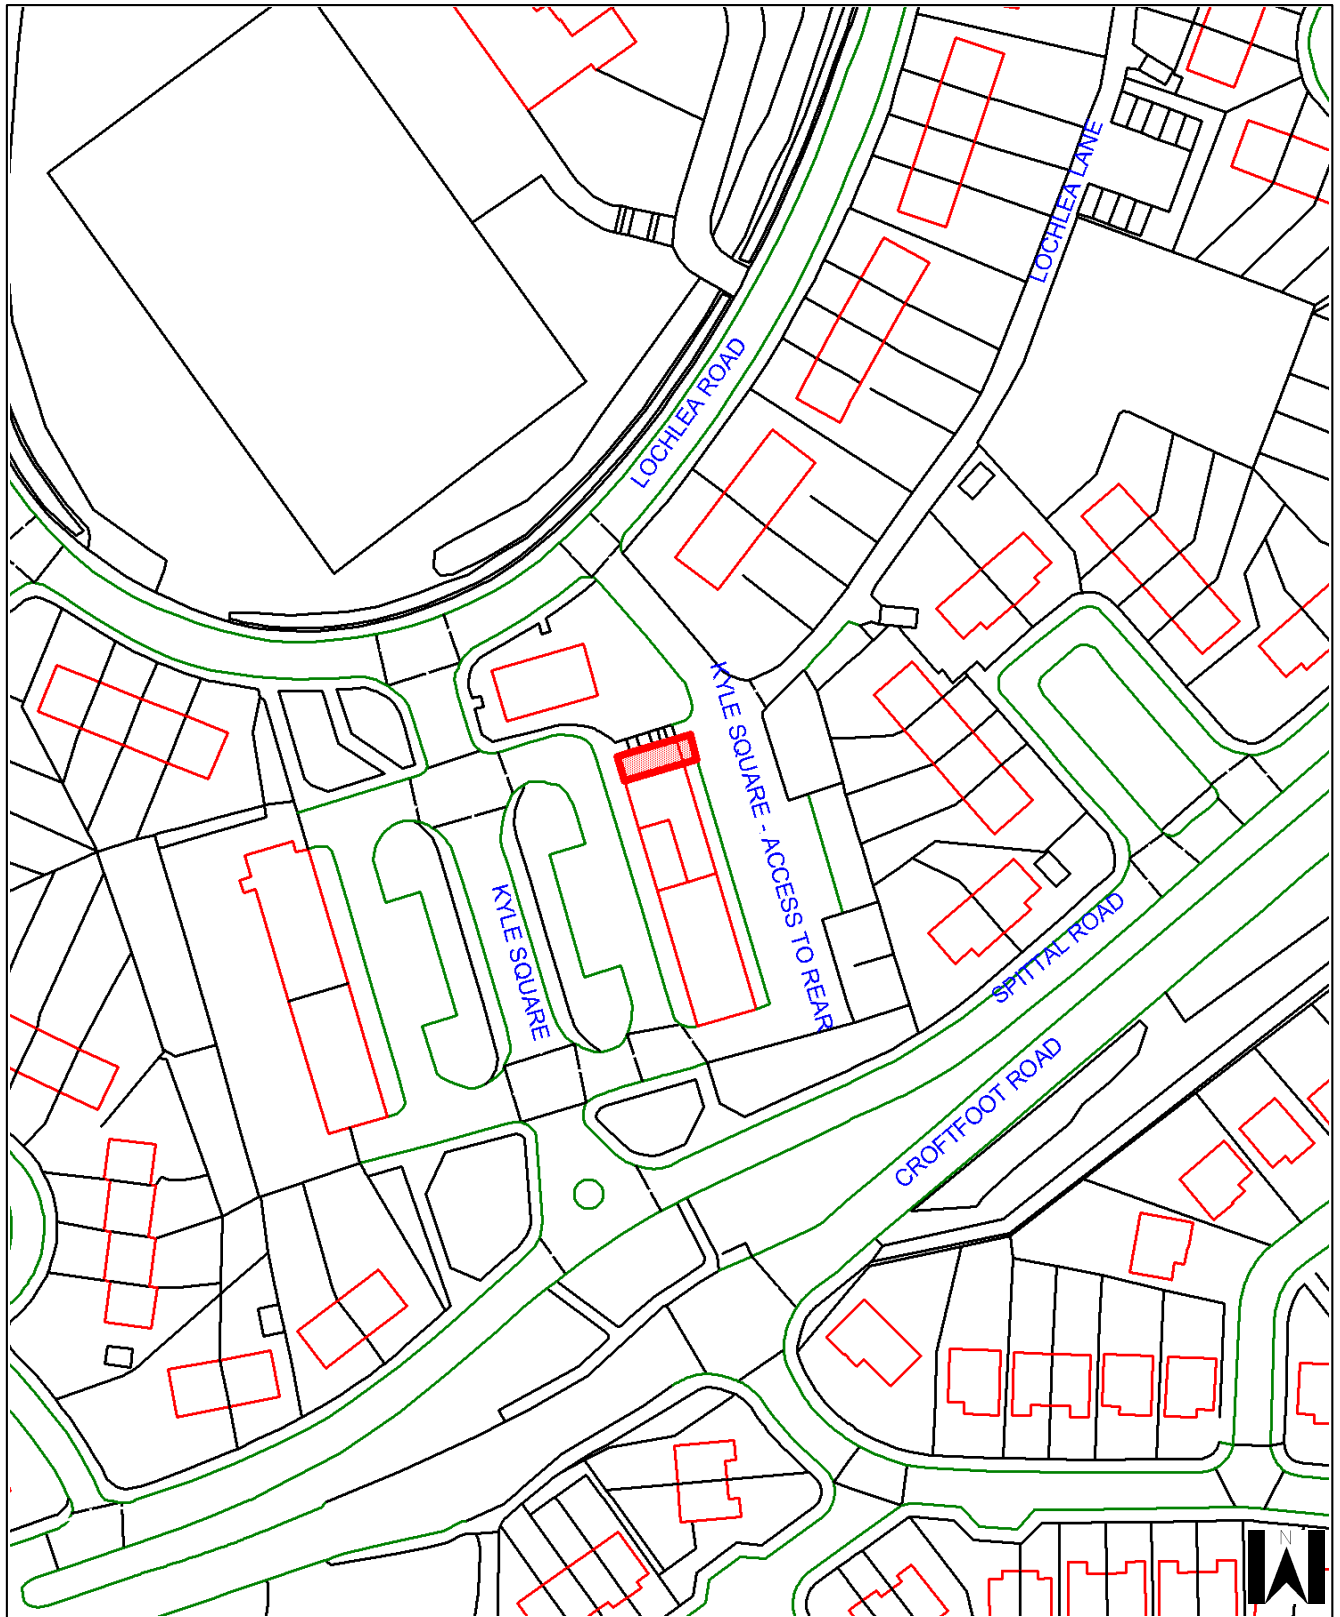 LOCHLEA LANE
LOCHLEA ROAD
KYLE SQUARE - ACCESS TO REAR
KYLE SQUARE
SPITTAL ROAD
CROFTFOOT ROAD
N